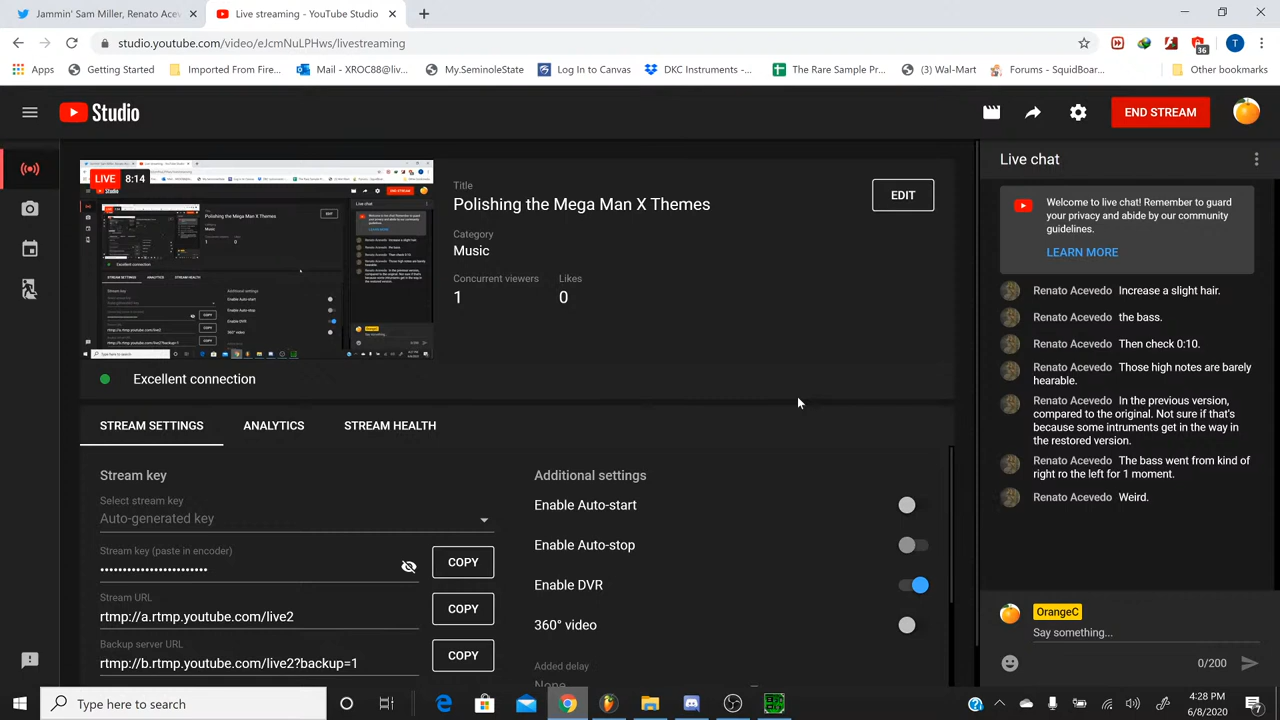 Jammin' Sam Miller, Renato Acev
Live streaming - YouTube Studio
studio.youtube.com/video/eJcmNuLPHws/livestreaming
36
T
Apps
Getting Started
Imported From Fire...
Mail - XROC88@liv...
My.SeminoleState
Log In to Canvas
DKC Instruments -...
The Rare Sample Pr...
(3) Wal-Mart
Forums - SquidBoar...
Other bookmarks
Studio
END STREAM
LIVE 8:14
Title
Polishing the Mega Man X Themes
EDIT
Category
Music
Concurrent viewers
Likes
1
0
Excellent connection
STREAM SETTINGS
ANALYTICS
STREAM HEALTH
Stream key
Select stream key
Auto-generated key
Stream key (paste in encoder)
••••••••••••••••••••••••
COPY
Stream URL
rtmp://a.rtmp.youtube.com/live2
COPY
Backup server URL
rtmp://b.rtmp.youtube.com/live2?backup=1
COPY
Additional settings
Enable Auto-start
Enable Auto-stop
Enable DVR
360° video
Added delay
None
Live chat
Welcome to live chat! Remember to guard
your privacy and abide by our community
guidelines.
LEARN MORE
Renato Acevedo Increase a slight hair.
Renato Acevedo the bass.
Renato Acevedo Then check 0:10.
Renato Acevedo Those high notes are barely
hearable.
Renato Acevedo In the previous version,
compared to the original. Not sure if that's
because some intruments get in the way in
the restored version.
Renato Acevedo The bass went from kind of
right ro the left for 1 moment.
Renato Acevedo Weird.
OrangeC
Say something...
0/200
Type here to search
4:28 PM
6/8/2020
7